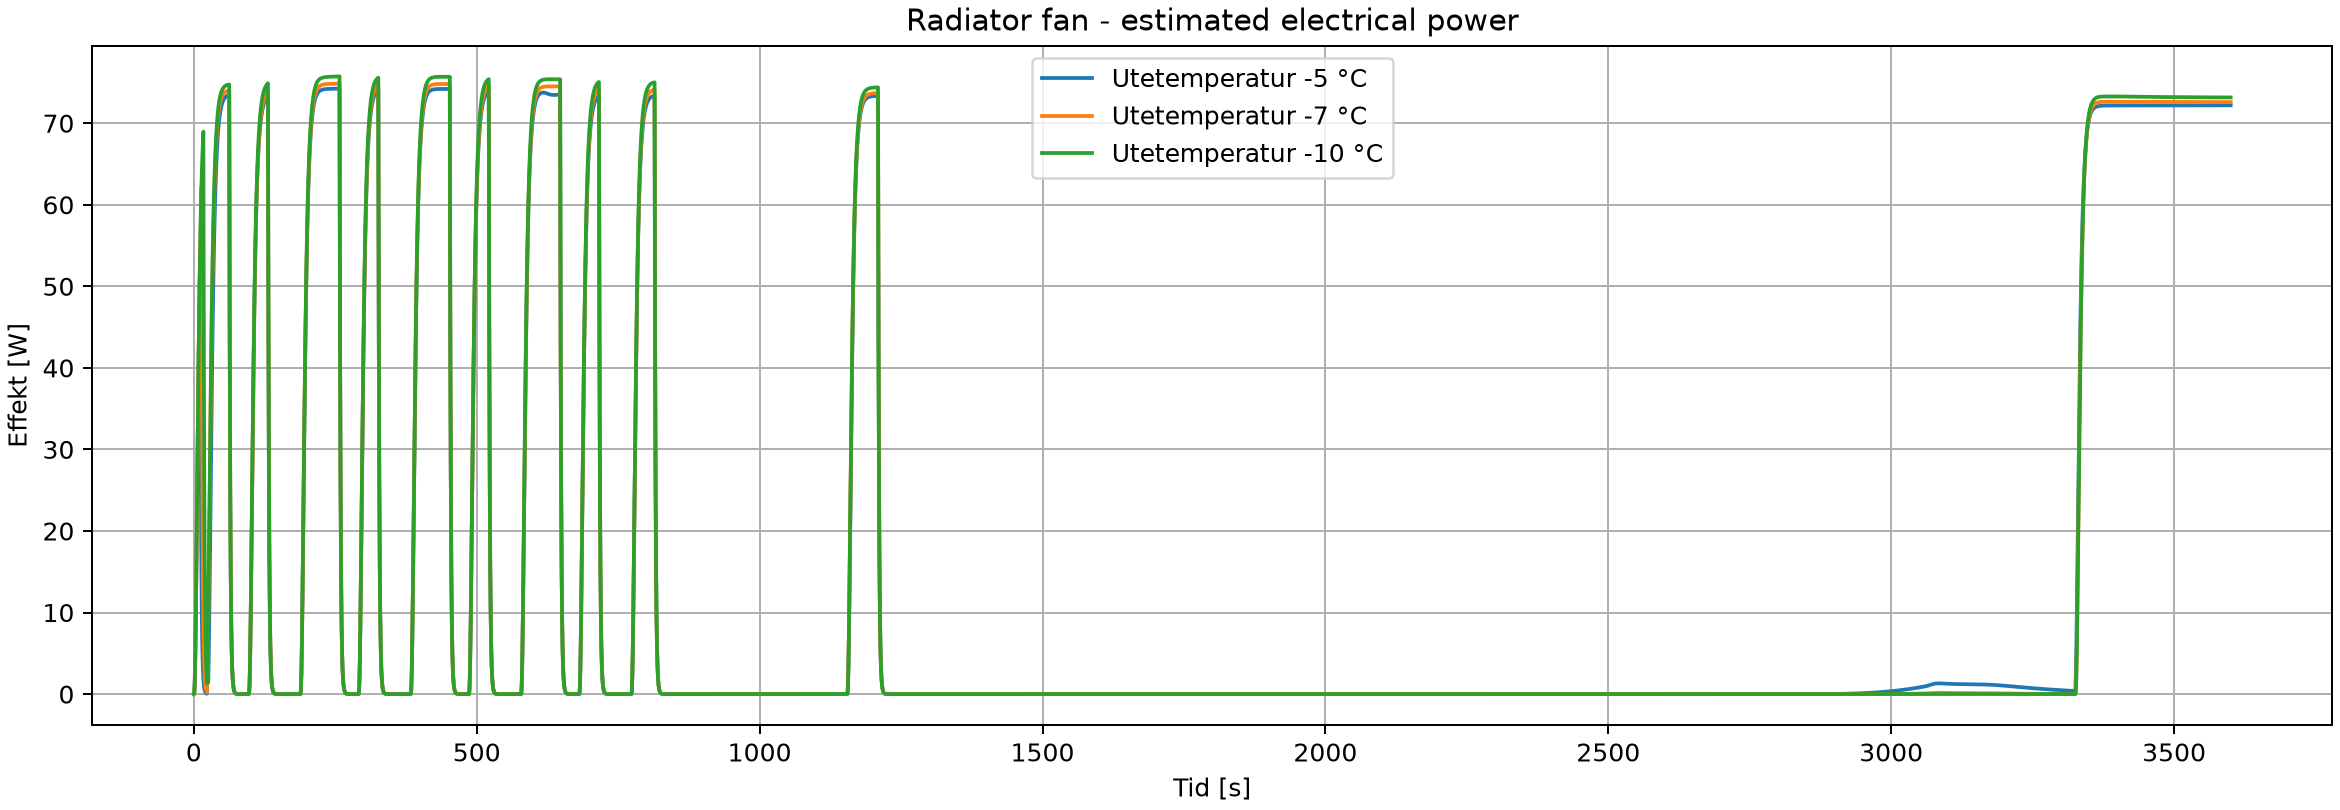 Radiator fan - estimated electrical power
Utetemperatur -5 °C
Utetemperatur -7 °C
Utetemperatur -10 °C
Effekt [W]
70
60
50
40
30
20
10
0
0 500 1000 1500 2000 2500 3000 3500
Tid [s]